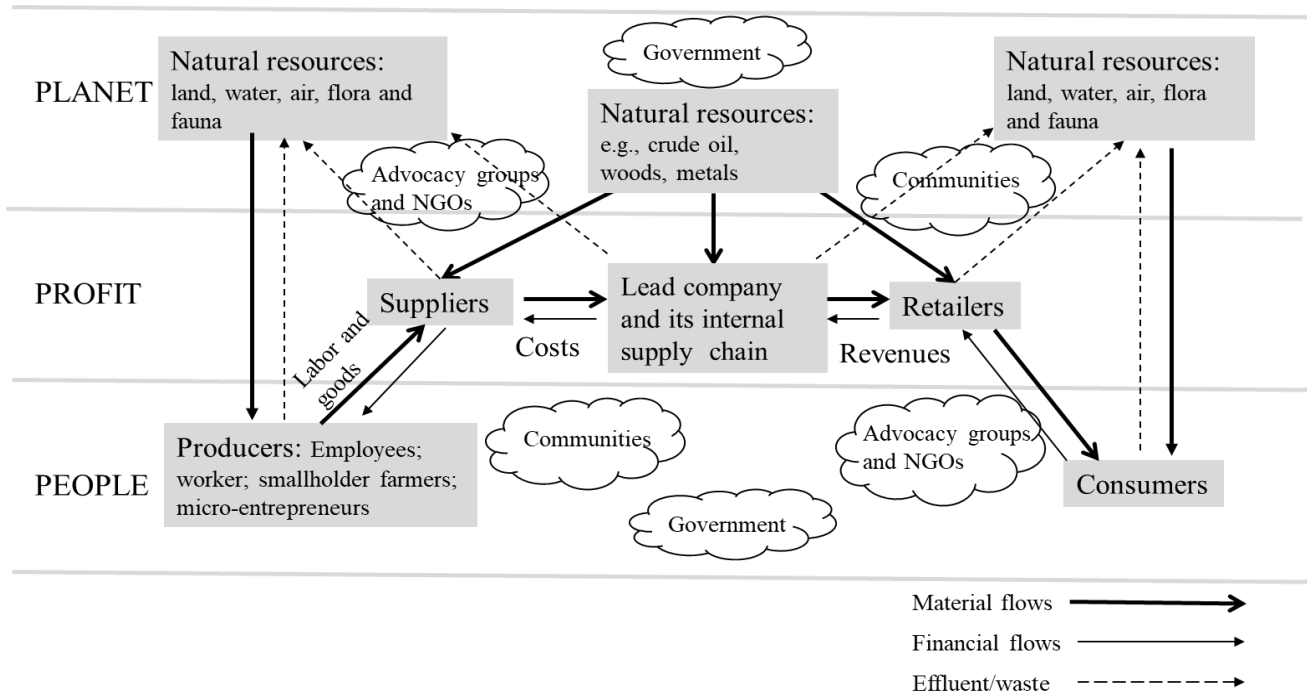 PLANET
Natural resources:
land, water, air, flora and
fauna
Government
Natural resources:
e.g., crude oil,
woods, metals
Natural resources:
land, water, air, flora
and fauna
Advocacy groups
and NGOs
Communities
PROFIT
Suppliers
Costs
Lead company
and its internal
supply chain
Revenues
Retailers
Labor and
goods
PEOPLE
Producers: Employees;
worker; smallholder farmers;
micro-entrepreneurs
Communities
Government
Advocacy groups
and NGOs
Consumers
Material flows
Financial flows
Effluent/waste